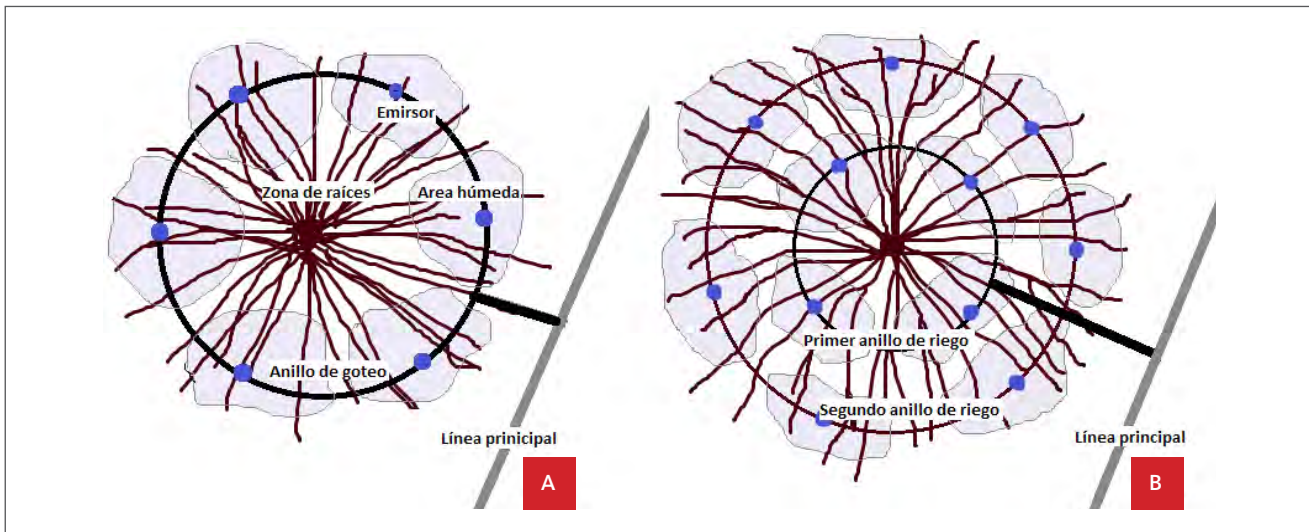 Emirsor
Zona de raíces
Area húmeda
Anillo de goteo
Línea prinicipal
A
Primer anillo de riego
Segundo anillo de riego
Línea principal
B